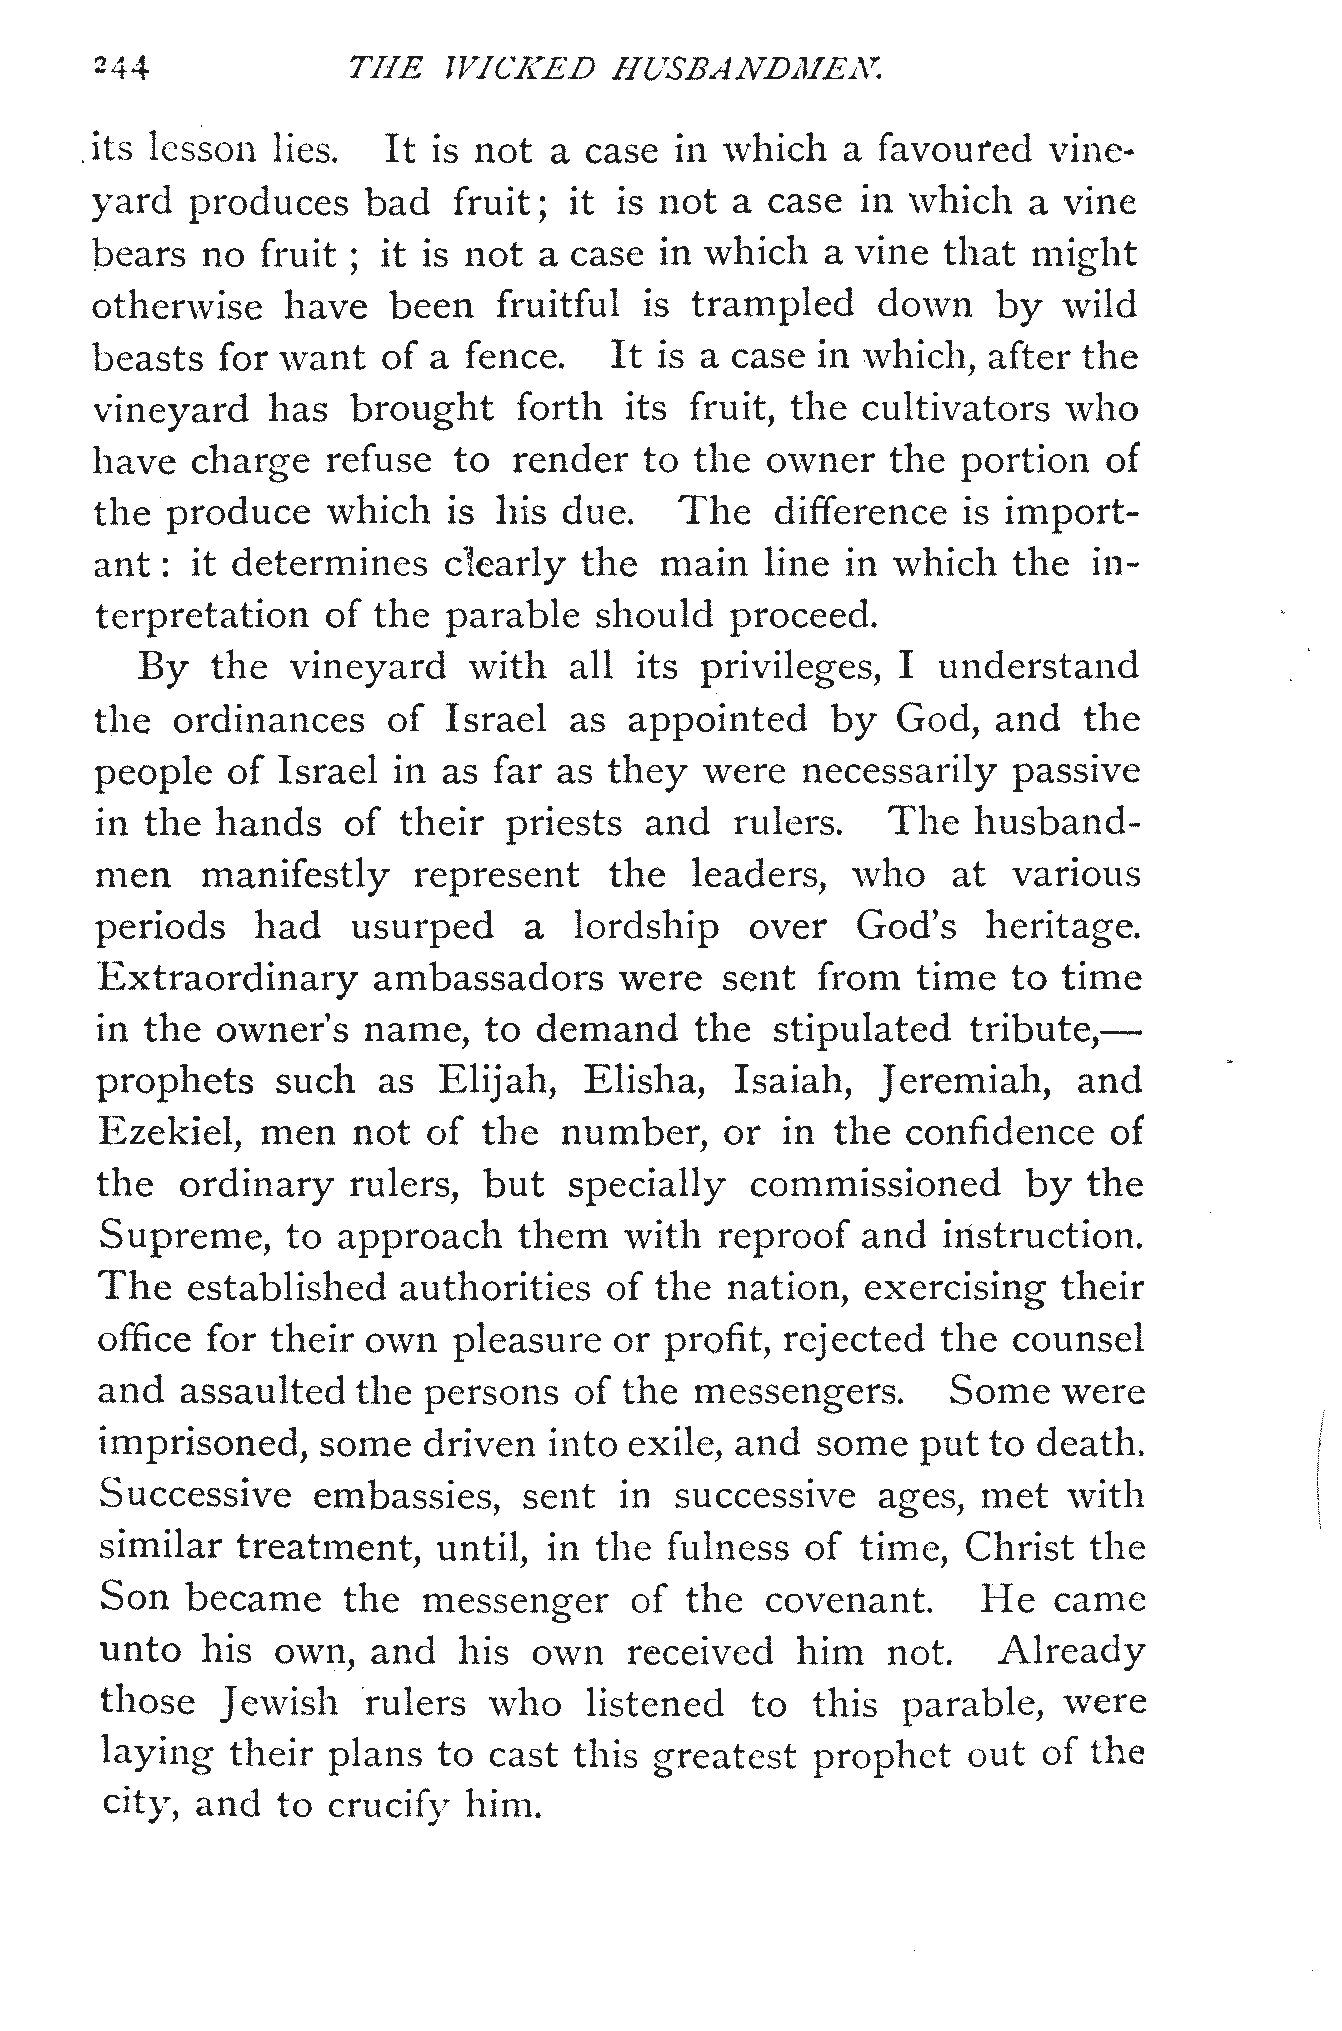 244 THE WICKED HUSBANDMEN.
its lesson lies. It is not a case in which a favoured vine-
yard produces bad fruit; it is not a case in which a vine
bears no fruit ; it is not a case in which a vine that might
otherwise have been fruitful is trampled down by wild
beasts for want of a fence. It is a case in which, after the
vineyard has brought forth its fruit, the cultivators who
have charge refuse to render to the owner the portion of
the produce which is his due. The difference is import-
ant : it determines clearly the main line in which the in-
terpretation of the parable should proceed.
By the vineyard with all its privileges, I understand
the ordinances of Israel as appointed by God, and the
people of Israel in as far as they were necessarily passive
in the hands of their priests and rulers. The husband-
men manifestly represent the leaders, who at various
periods had usurped a lordship over God's heritage.
Extraordinary ambassadors were sent from time to time
in the owner's name, to demand the stipulated tribute,—
prophets such as Elijah, Elisha, Isaiah, Jeremiah, and
Ezekiel, men not of the number, or in the confidence of
the ordinary rulers, but specially commissioned by the
Supreme, to approach them with reproof and instruction.
The established authorities of the nation, exercising their
office for their own pleasure or profit, rejected the counsel
and assaulted the persons of the messengers. Some were
imprisoned, some driven into exile, and some put to death.
Successive embassies, sent in successive ages, met with
similar treatment, until, in the fulness of time, Christ the
Son became the messenger of the covenant. He came
unto his own, and his own received him not. Already
those Jewish rulers who listened to this parable, were
laying their plans to cast this greatest prophet out of the
city, and to crucify him.